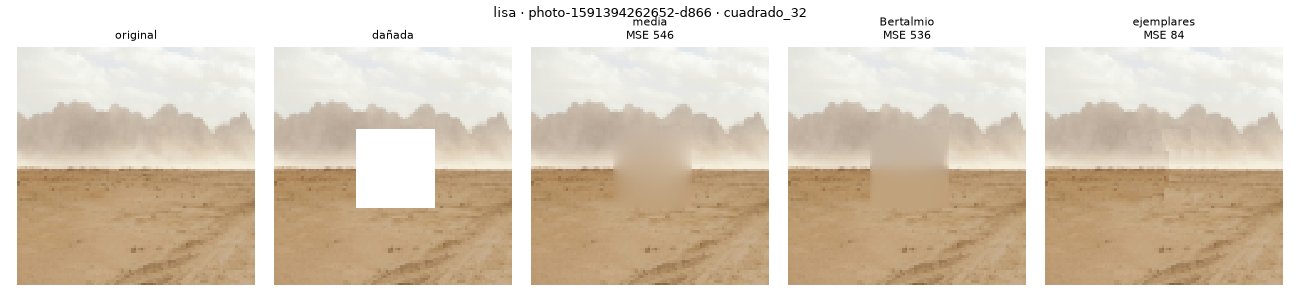 lisa · photo-1591394262652-d866 · cuadrado_32
original
dañada
media
MSE 546
Bertalmio
MSE 536
ejemplares
MSE 84